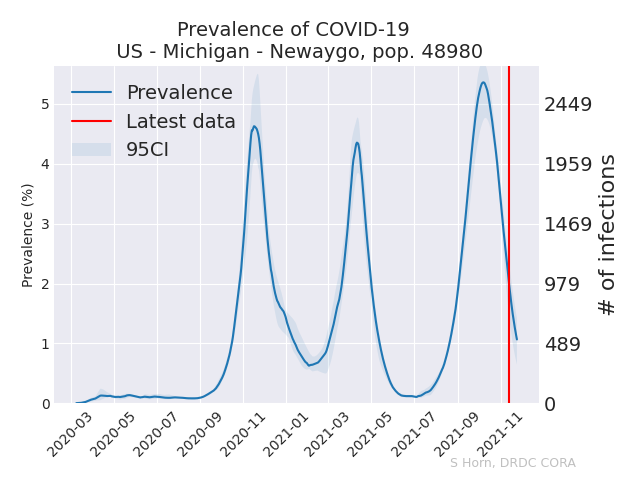 Prevalence of COVID-19
US - Michigan - Newaygo, pop. 48980
Prevalence
Latest data
95CI
Prevalence (%)
5
4
3
2
1
0
2449
1959
1469
979
489
0
# of infections
2020-03
2020-05
2020-07
2020-09
2020-11
2021-01
2021-03
2021-05
2021-07
2021-09
2021-11
S Horn, DRDC CORA